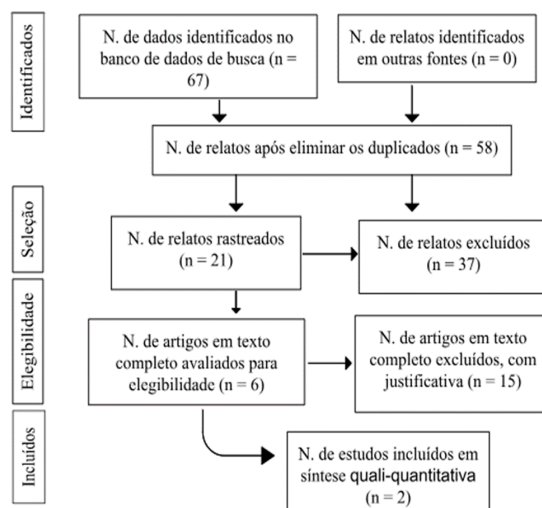 Identificados
N. de dados identificados no
banco de dados de busca (n =
67)
N. de relatos identificados
em outras fontes (n = 0)
N. de relatos após eliminar os duplicados (n = 58)
Seleção
N. de relatos rastreados
(n = 21)
N. de relatos excluídos
(n = 37)
Elegibilidade
N. de artigos em texto
completo avaliados para
elegibilidade (n = 6)
N. de artigos em texto
completo excluídos, com
justificativa (n = 15)
Incluídos
N. de estudos incluídos em
síntese quali-quantitativa
(n = 2)